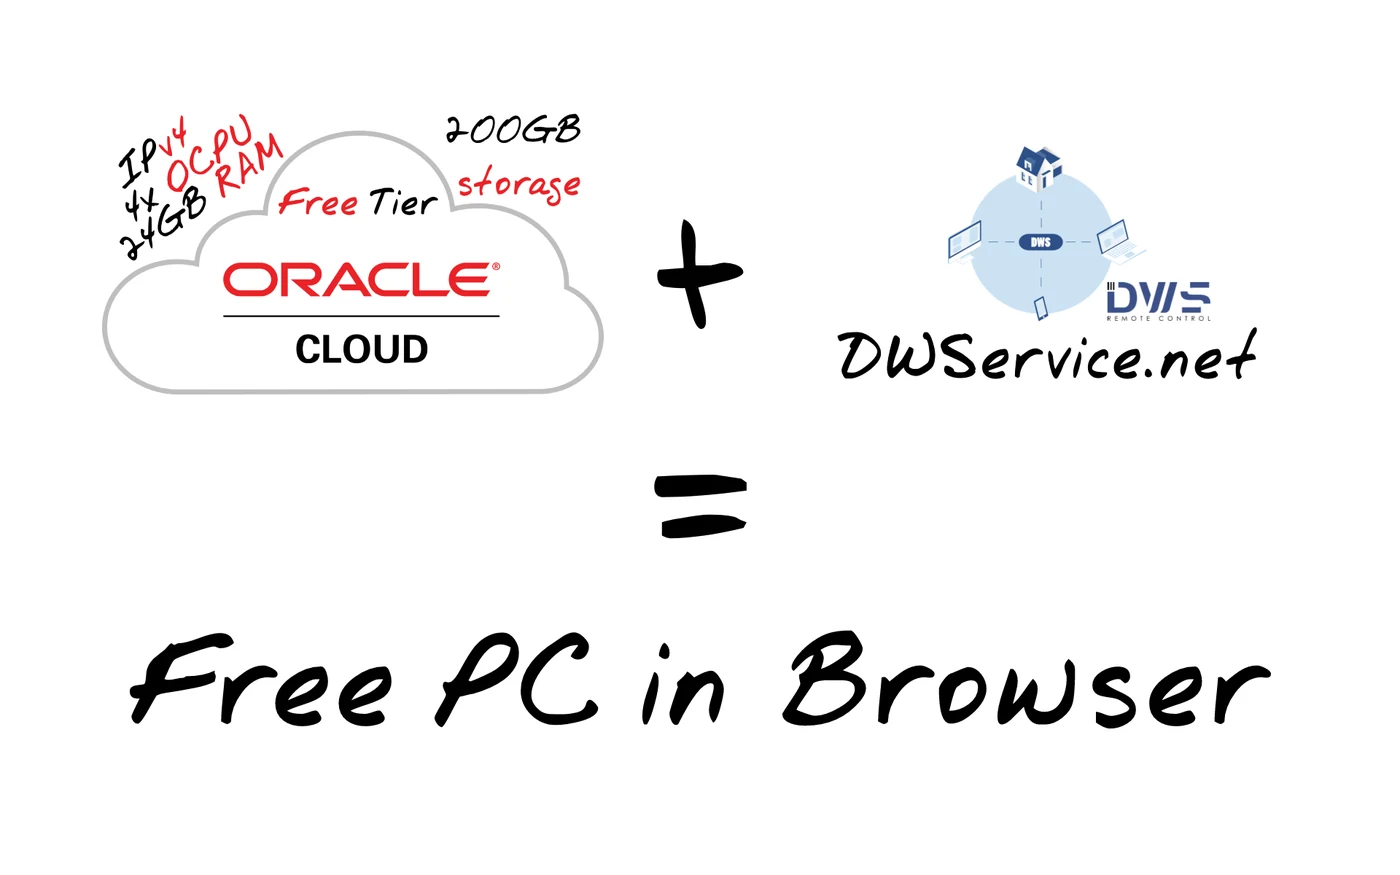 IPv4
4x OCPU
24GB RAM
200GB
storage
Free Tier
ORACLE®
CLOUD
+
DWS
DWS
REMOTE CONTROL
DWService.net
=
Free PC in Browser